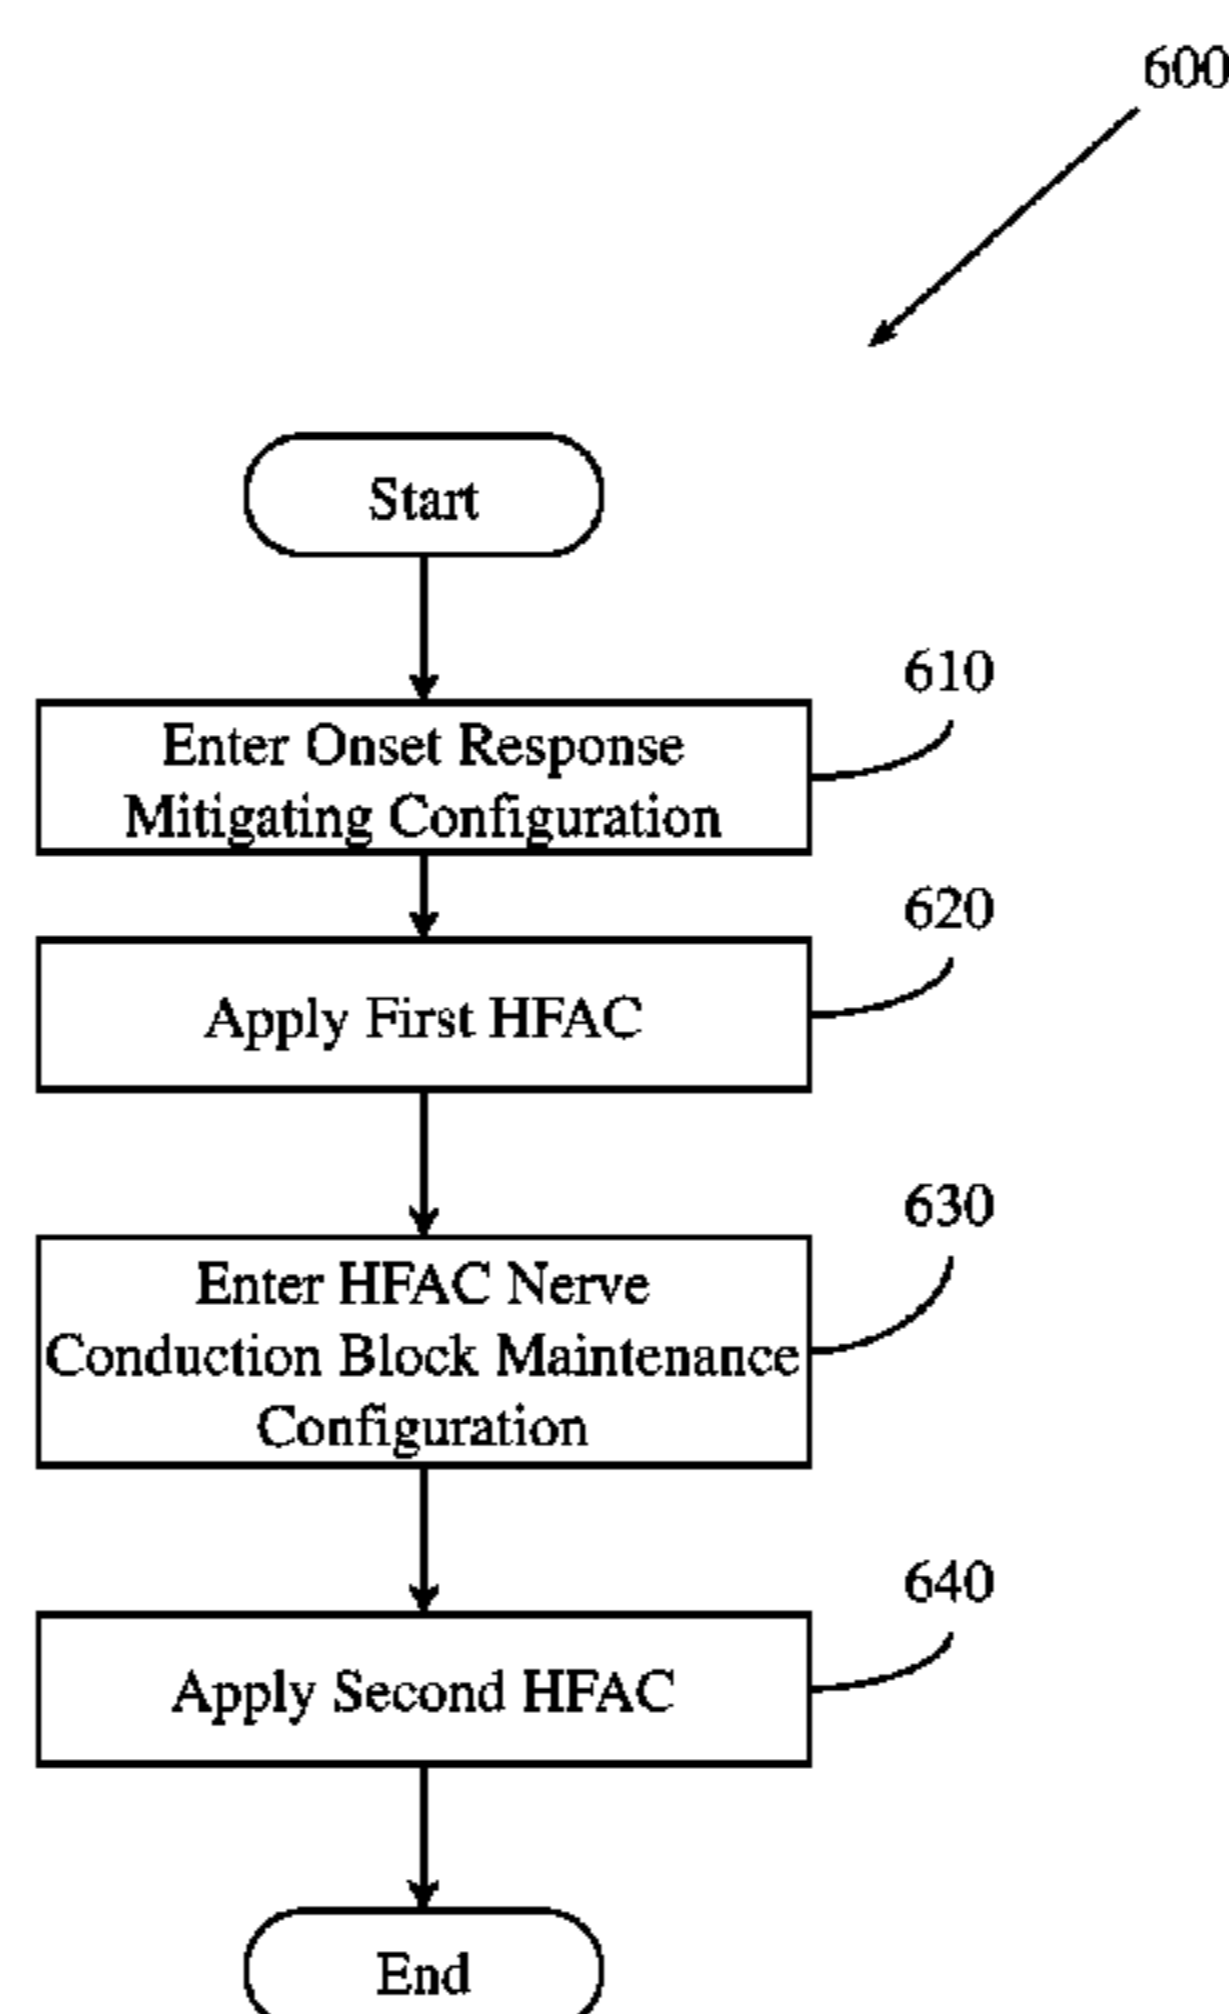 600
Start
610
Enter Onset Response
Mitigating Configuration
620
Apply First HFAC
630
Enter HFAC Nerve
Conduction Block Maintenance
Configuration
640
Apply Second HFAC
End